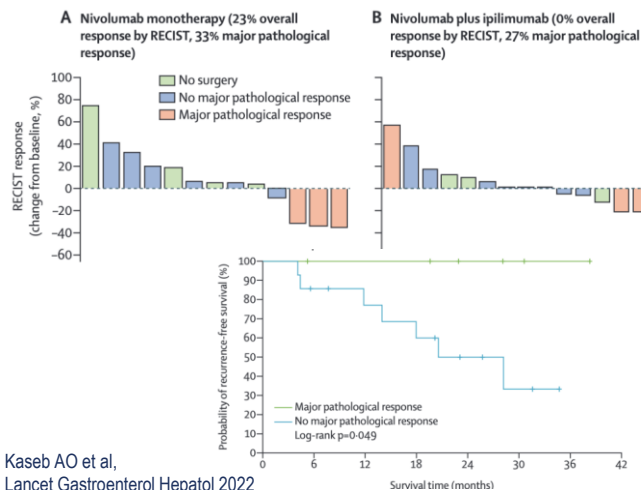 A Nivolumab monotherapy (23% overall
response by RECIST, 33% major pathological
response)
B Nivolumab plus ipilimumab (0% overall
response by RECIST, 27% major pathological
response)
No surgery
No major pathological response
Major pathological response
RECIST response
(change from baseline, %)
100
80
60
40
20
0
-20
-40
-60
Probability of recurrence-free survival (%)
100
90
80
70
60
50
40
30
20
10
0
Major pathological response
No major pathological response
Log-rank p=0·049
0 6 12 18 24 30 36 42
Survival time (months)
Kaseb AO et al,
Lancet Gastroenterol Hepatol 2022